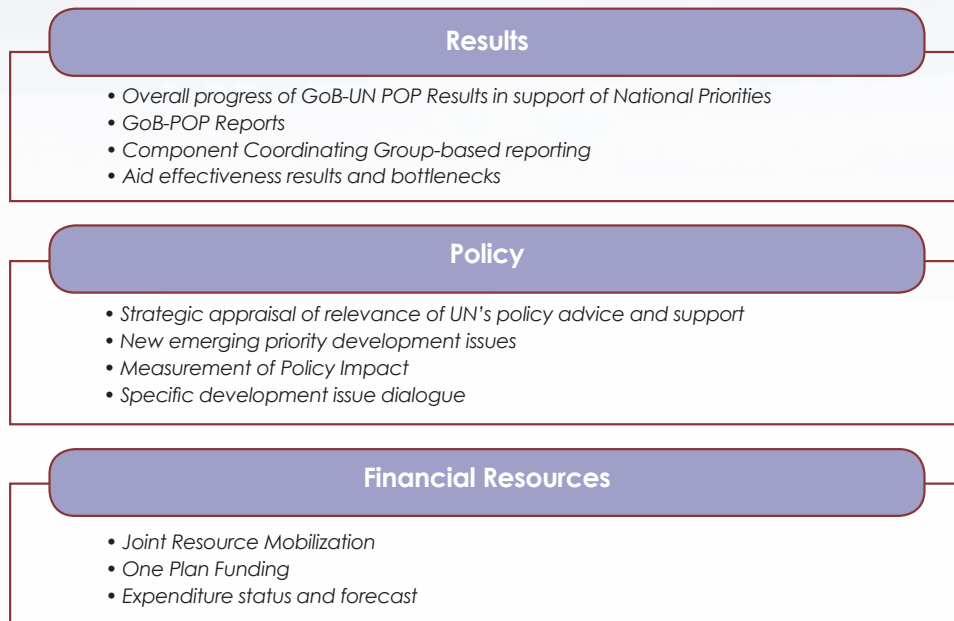 Results
• Overall progress of GoB-UN POP Results in support of National Priorities
• GoB-POP Reports
• Component Coordinating Group-based reporting
• Aid effectiveness results and bottlenecks
Policy
• Strategic appraisal of relevance of UN's policy advice and support
• New emerging priority development issues
• Measurement of Policy Impact
• Specific development issue dialogue
Financial Resources
• Joint Resource Mobilization
• One Plan Funding
• Expenditure status and forecast